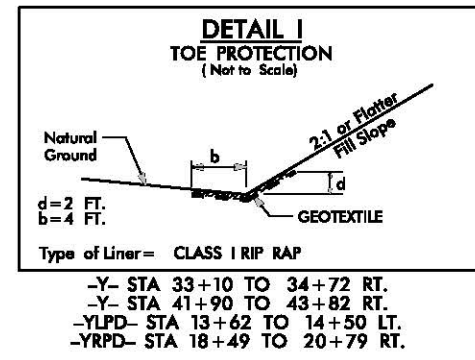 DETAIL I
TOE PROTECTION
( Not to Scale)
2:1 or Flatter
Fill Slope
Natural
Ground
b
d
d=2 FT.
b=4 FT.
GEOTEXTILE
Type of Liner= CLASS I RIP RAP
-Y- STA 33+10 TO 34+72 RT.
-Y- STA 41+90 TO 43+82 RT.
-YLPD- STA 13+62 TO 14+50 LT.
-YRPD- STA 18+49 TO 20+79 RT.